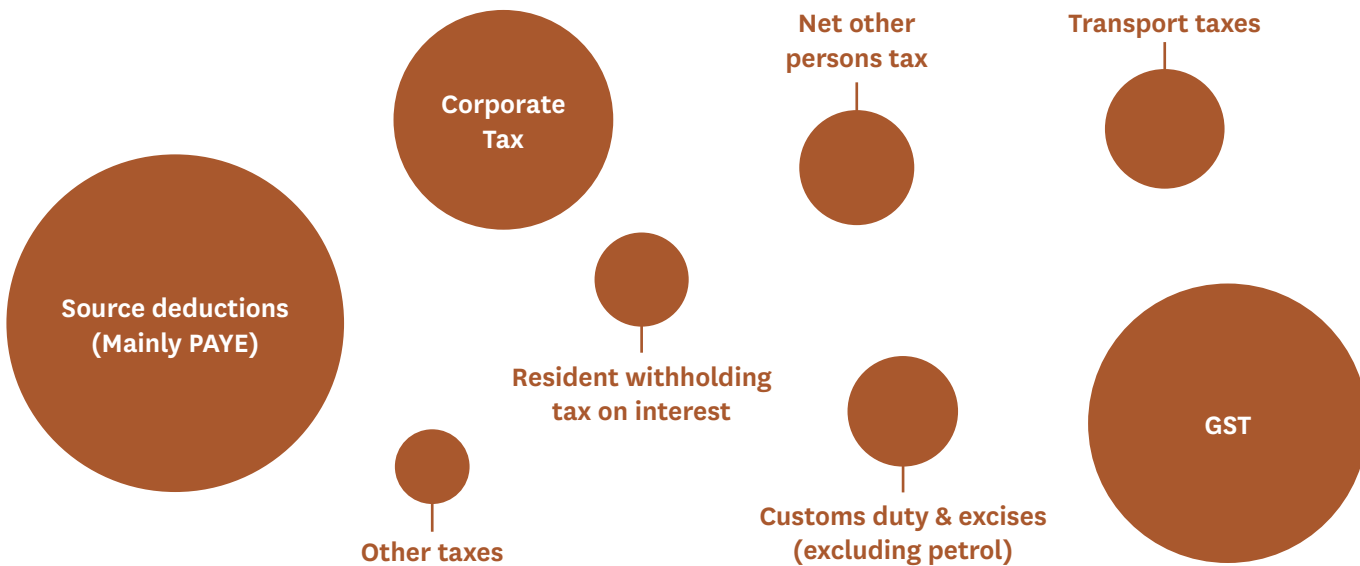 Net other
persons tax
Transport taxes
Corporate
Tax
Source deductions
(Mainly PAYE)
Resident withholding
tax on interest
GST
Other taxes
Customs duty & excises
(excluding petrol)